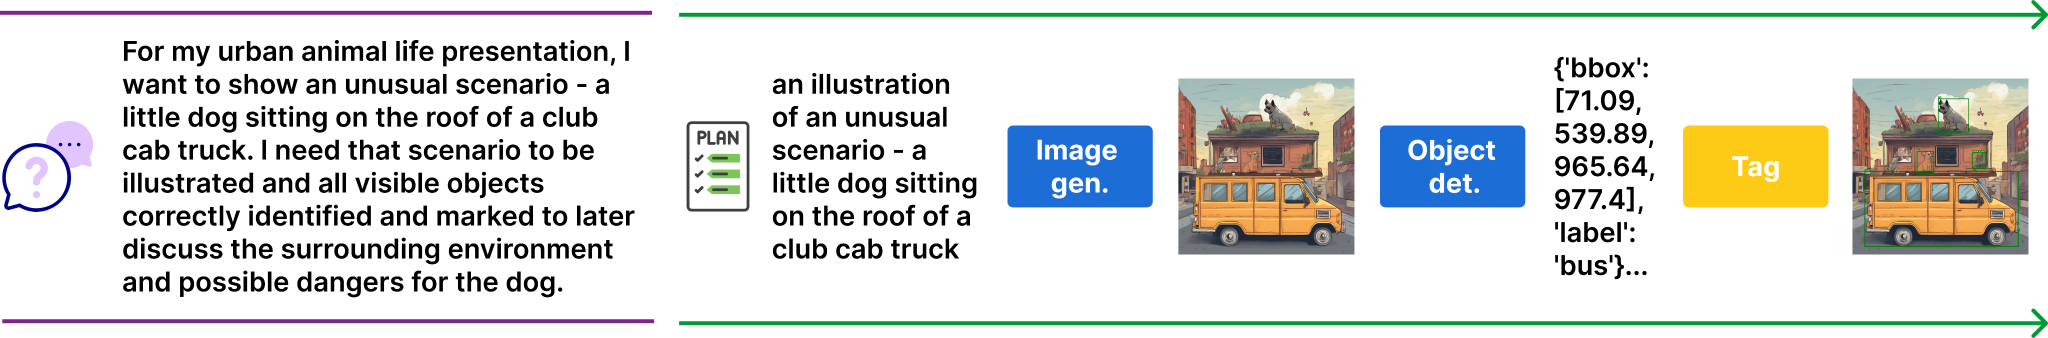 For my urban animal life presentation, I
want to show an unusual scenario - a
little dog sitting on the roof of a club
cab truck. I need that scenario to be
illustrated and all visible objects
correctly identified and marked to later
discuss the surrounding environment
and possible dangers for the dog.
?
PLAN
an illustration
of an unusual
scenario - a
little dog sitting
on the roof of a
club cab truck
Image
gen.
Object
det.
{'bbox':
[71.09,
539.89,
965.64,
977.4],
'label':
'bus'}...
Tag